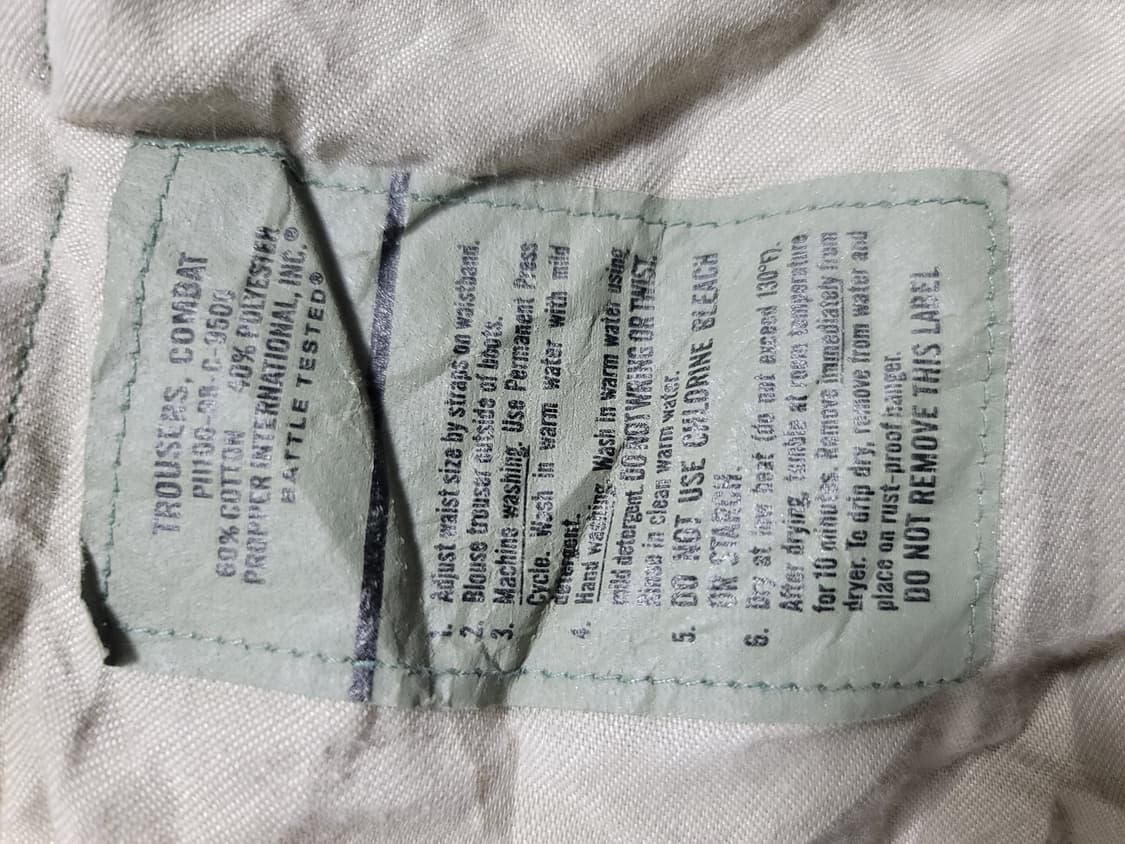 TROUSERS, COMBAT
60% COTTON 40% POLYESTER
PROPPER INTERNATIONAL, INC.®
BATTLE TESTED®
1. Adjust waist size by straps on waistband.
2. Blouse trouser outside of boots.
3. Machine washing. Use Permanent Press
Cycle. Wash in warm water with mild
detergent.
4. Hand washing. Wash in warm water using
mild detergent. DO NOT WRING OR TWIST.
Rinse in clean warm water.
5. DO NOT USE CHLORINE BLEACH
OR STARCH.
6. Dry at low heat (do not exceed 130°F).
After drying, tumble at room temperature
for 10 minutes. Remove immediately from
dryer. To drip dry, remove from water and
place on rust-proof hanger.
DO NOT REMOVE THIS LABEL